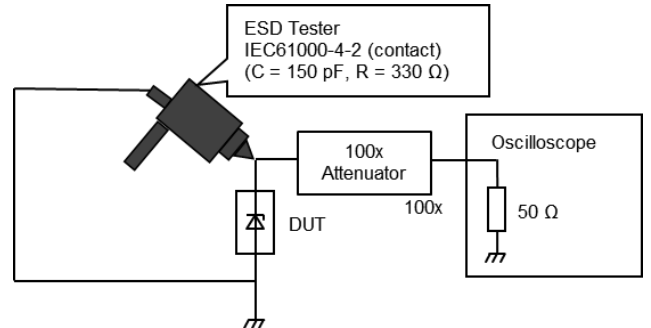 ESD Tester
IEC61000-4-2 (contact)
(C = 150 pF, R = 330 Ω)
100x
Attenuator
100x
Oscilloscope
50 Ω
DUT